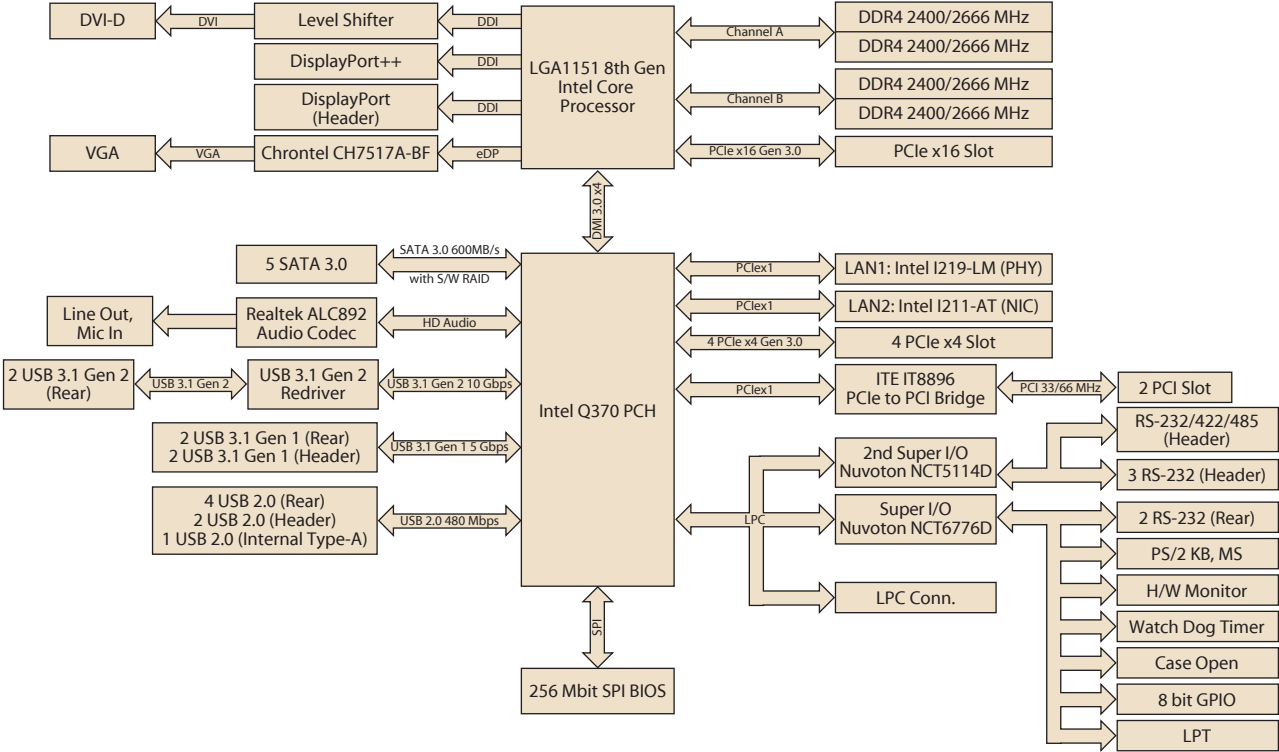 DVI-D
DVI
Level Shifter
DDI
DisplayPort++
DDI
DisplayPort
(Header)
DDI
VGA
VGA
Chrontel CH7517A-BF
eDP
LGA1151 8th Gen
Intel Core
Processor
Channel A
DDR4 2400/2666 MHz
DDR4 2400/2666 MHz
Channel B
DDR4 2400/2666 MHz
DDR4 2400/2666 MHz
PCIe x16 Gen 3.0
PCIe x16 Slot
DMI 3.0 x4
5 SATA 3.0
SATA 3.0 600MB/s
with S/W RAID
Line Out,
Mic In
Realtek ALC892
Audio Codec
HD Audio
2 USB 3.1 Gen 2
(Rear)
USB 3.1 Gen 2
USB 3.1 Gen 2
Redriver
USB 3.1 Gen 2 10 Gbps
2 USB 3.1 Gen 1 (Rear)
2 USB 3.1 Gen 1 (Header)
USB 3.1 Gen 1 5 Gbps
4 USB 2.0 (Rear)
2 USB 2.0 (Header)
1 USB 2.0 (Internal Type-A)
USB 2.0 480 Mbps
Intel Q370 PCH
PCIex1
LAN1: Intel I219-LM (PHY)
PCIex1
LAN2: Intel I211-AT (NIC)
4 PCIe x4 Gen 3.0
4 PCIe x4 Slot
PCIex1
ITE IT8896
PCIe to PCI Bridge
PCI 33/66 MHz
2 PCI Slot
LPC
2nd Super I/O
Nuvoton NCT5114D
RS-232/422/485
(Header)
3 RS-232 (Header)
Super I/O
Nuvoton NCT6776D
2 RS-232 (Rear)
PS/2 KB, MS
H/W Monitor
Watch Dog Timer
Case Open
8 bit GPIO
LPT
LPC Conn.
SPI
256 Mbit SPI BIOS